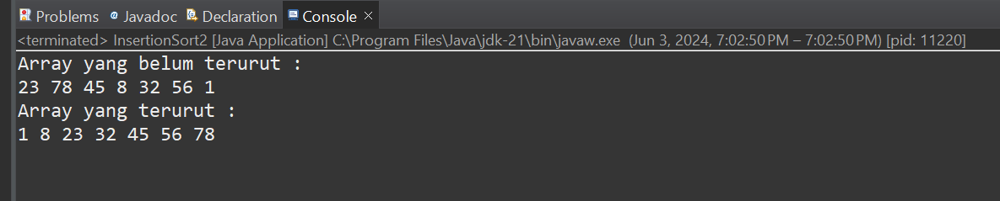 Problems @ Javadoc Declaration Console ×
<terminated> InsertionSort2 [Java Application] C:\Program Files\Java\jdk-21\bin\javaw.exe (Jun 3, 2024, 7:02:50 PM – 7:02:50 PM) [pid: 11220]
Array yang belum terurut :
23 78 45 8 32 56 1
Array yang terurut :
1 8 23 32 45 56 78